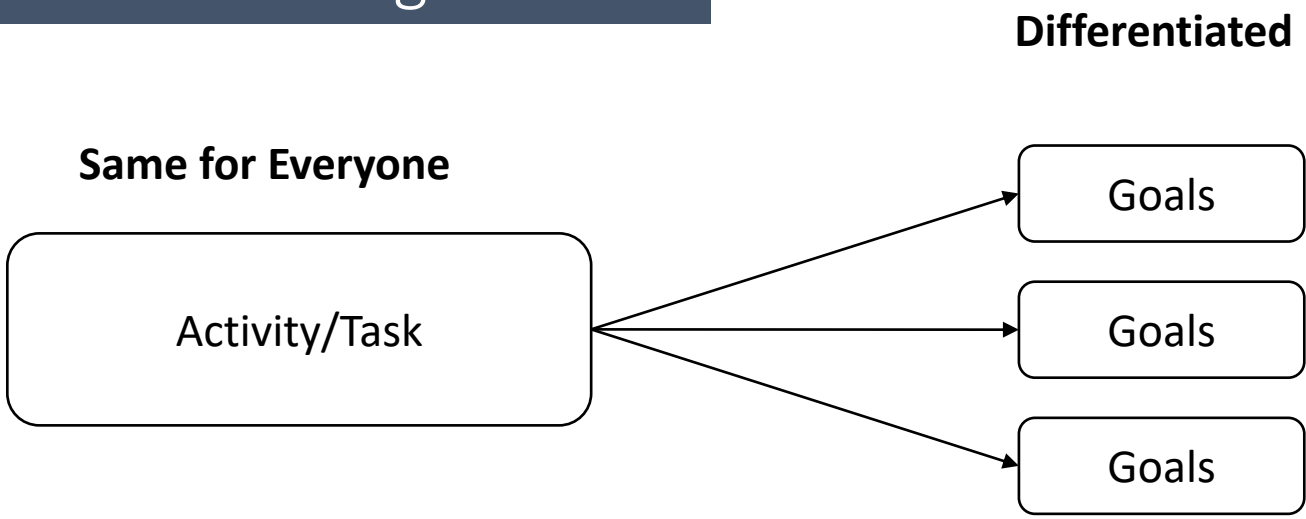 Differentiated
Same for Everyone
Goals
Activity/Task
Goals
Goals